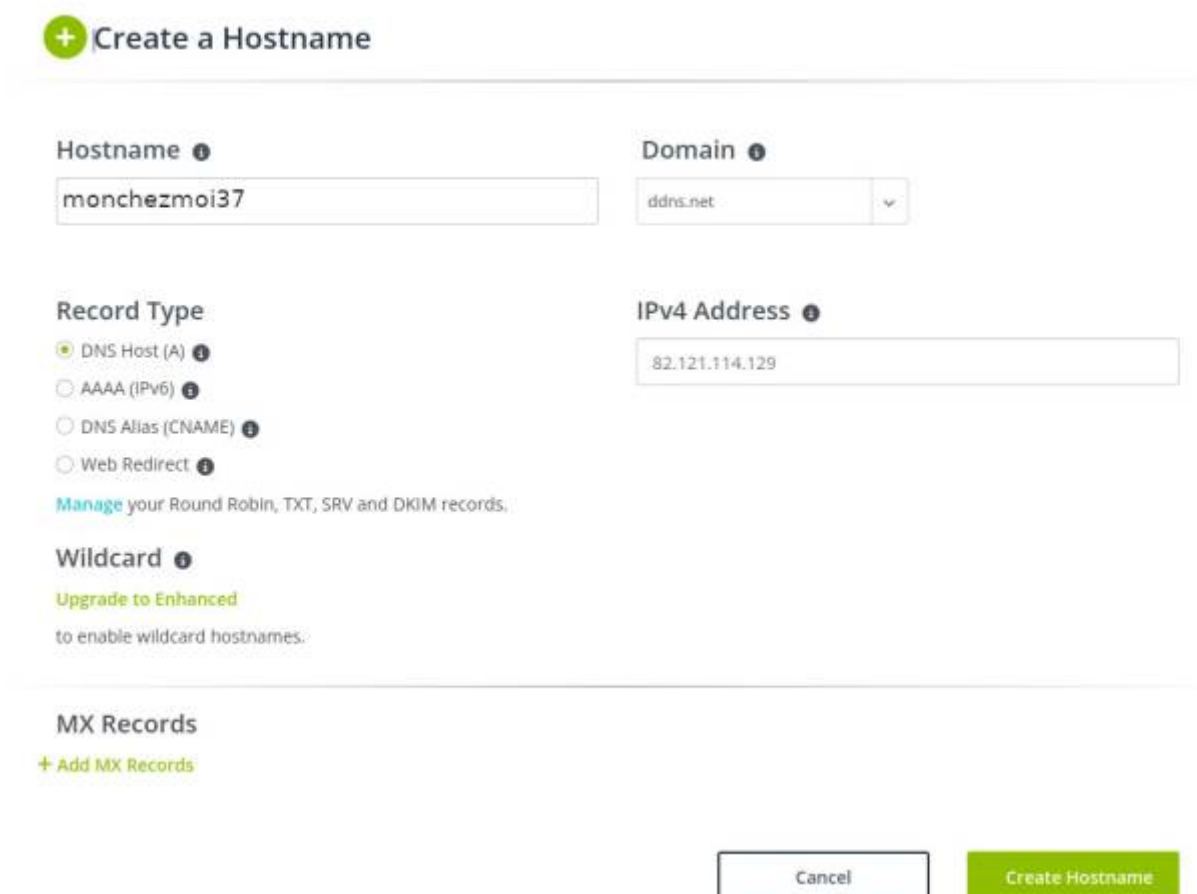 Create a Hostname
Hostname
Domain
monchezmoi37
ddns.net
Record Type
IPv4 Address
DNS Host (A)
82.121.114.129
AAAA (IPv6)
DNS Alias (CNAME)
Web Redirect
Manage your Round Robin, TXT, SRV and DKIM records.
Wildcard
Upgrade to Enhanced
to enable wildcard hostnames.
MX Records
+ Add MX Records
Cancel
Create Hostname